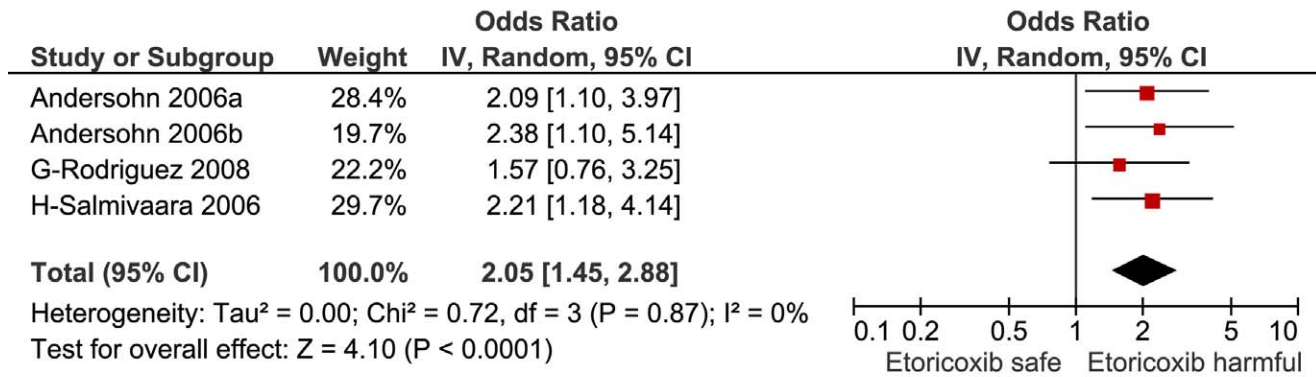 Odds Ratio Odds Ratio
Study or Subgroup Weight IV, Random, 95% CI IV, Random, 95% CI
Andersohn 2006a 28.4% 2.09 [1.10, 3.97]
Andersohn 2006b 19.7% 2.38 [1.10, 5.14]
G-Rodriguez 2008 22.2% 1.57 [0.76, 3.25]
H-Salmivaara 2006 29.7% 2.21 [1.18, 4.14]
Total (95% CI) 100.0% 2.05 [1.45, 2.88]
Heterogeneity: Tau² = 0.00; Chi² = 0.72, df = 3 (P = 0.87); I² = 0%
Test for overall effect: Z = 4.10 (P < 0.0001)
0.1 0.2 0.5 1 2 5 10
Etoricoxib safe Etoricoxib harmful